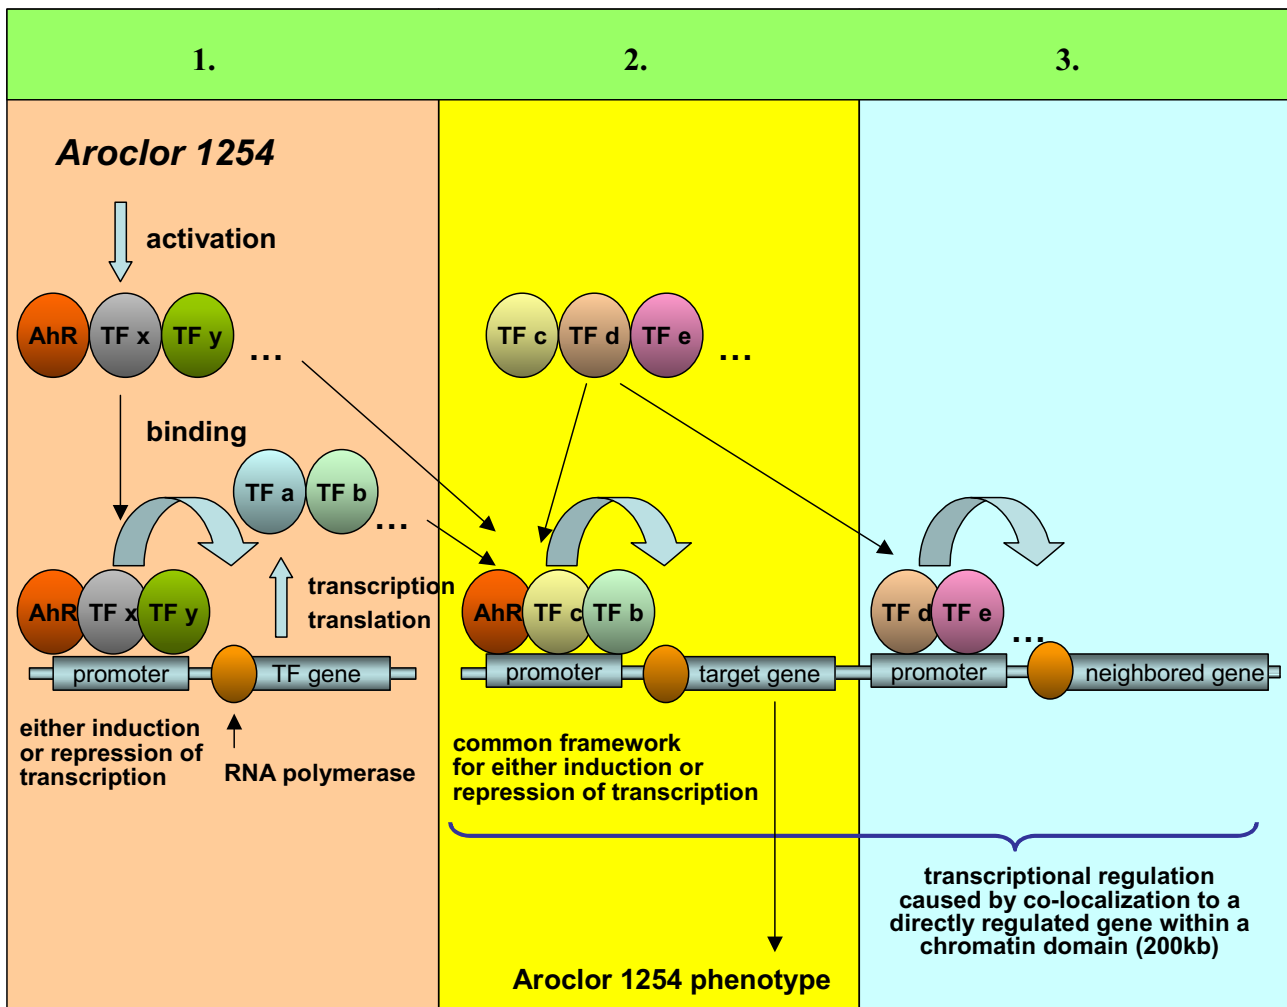 1.
2.
3.
Aroclor 1254
activation
AhR
TF x
TF y
...
TF c
TF d
TF e
...
binding
TF a
TF b
...
transcription
translation
AhR
TF x
TF y
promoter
TF gene
either induction
or repression of
transcription
RNA polymerase
AhR
TF c
TF b
promoter
target gene
common framework
for either induction or
repression of transcription
TF d
TF e
...
promoter
neighbored gene
transcriptional regulation
caused by co-localization to a
directly regulated gene within a
chromatin domain (200kb)
Aroclor 1254 phenotype